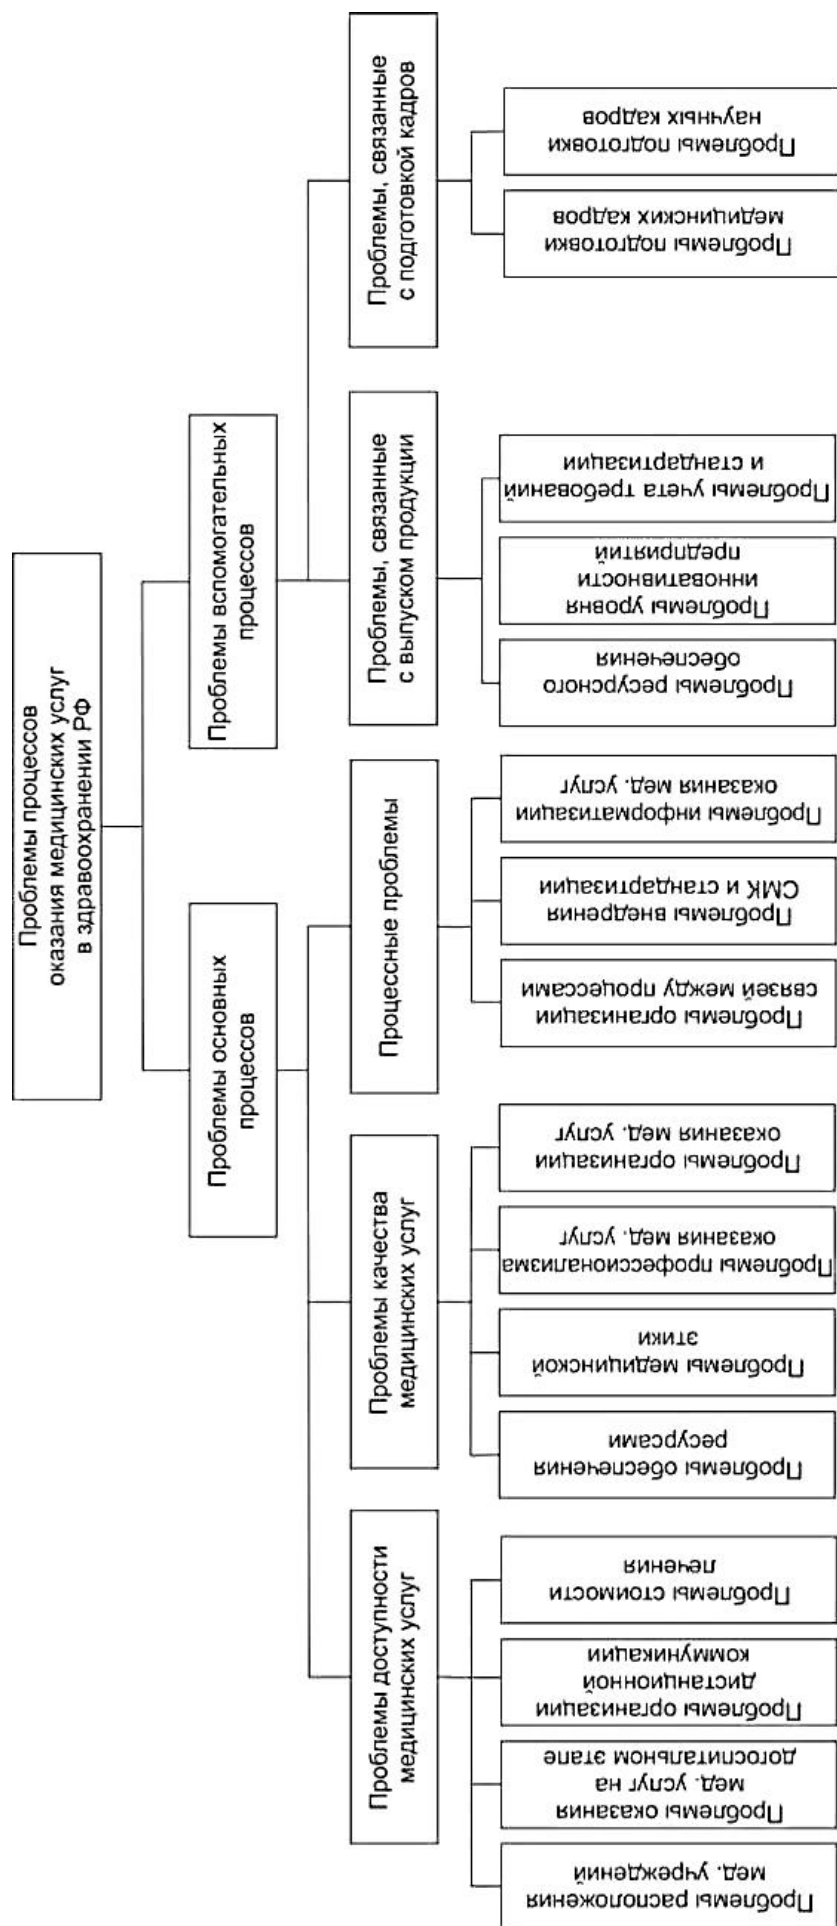 Проблемы процессов
оказания медицинских услуг
в здравоохранении РФ
Проблемы основных
процессов
Проблемы вспомогательных
процессов
Проблемы доступности
медицинских услуг
Проблемы качества
медицинских услуг
Процессные проблемы
Проблемы, связанные
с выпуском продукции
Проблемы, связанные
с подготовкой кадров
Проблемы расположения
мед. учреждений
Проблемы оказания
мед. услуг на
догоспитальном этапе
Проблемы организации
дистанционной
коммуникации
Проблемы стоимости
лечения
Проблемы обеспечения
ресурсами
Проблемы медицинской
этики
Проблемы профессионализма
оказания мед. услуг
Проблемы организации
оказания мед. услуг
Проблемы организации
связей между процессами
Проблемы внедрения
СМК и стандартизации
Проблемы информатизации
оказания мед. услуг
Проблемы ресурсного
обеспечения
Проблемы уровня
инновативности
предприятий
Проблемы учета требований
и стандартизации
Проблемы подготовки
медицинских кадров
Проблемы подготовки
научных кадров